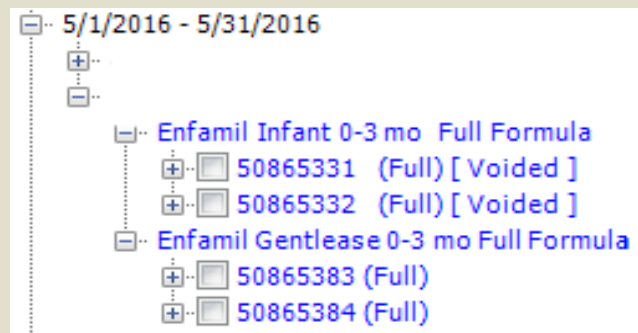 5/1/2016 - 5/31/2016
Enfamil Infant 0-3 mo Full Formula
50865331 (Full) [ Voided ]
50865332 (Full) [ Voided ]
Enfamil Gentlease 0-3 mo Full Formula
50865383 (Full)
50865384 (Full)